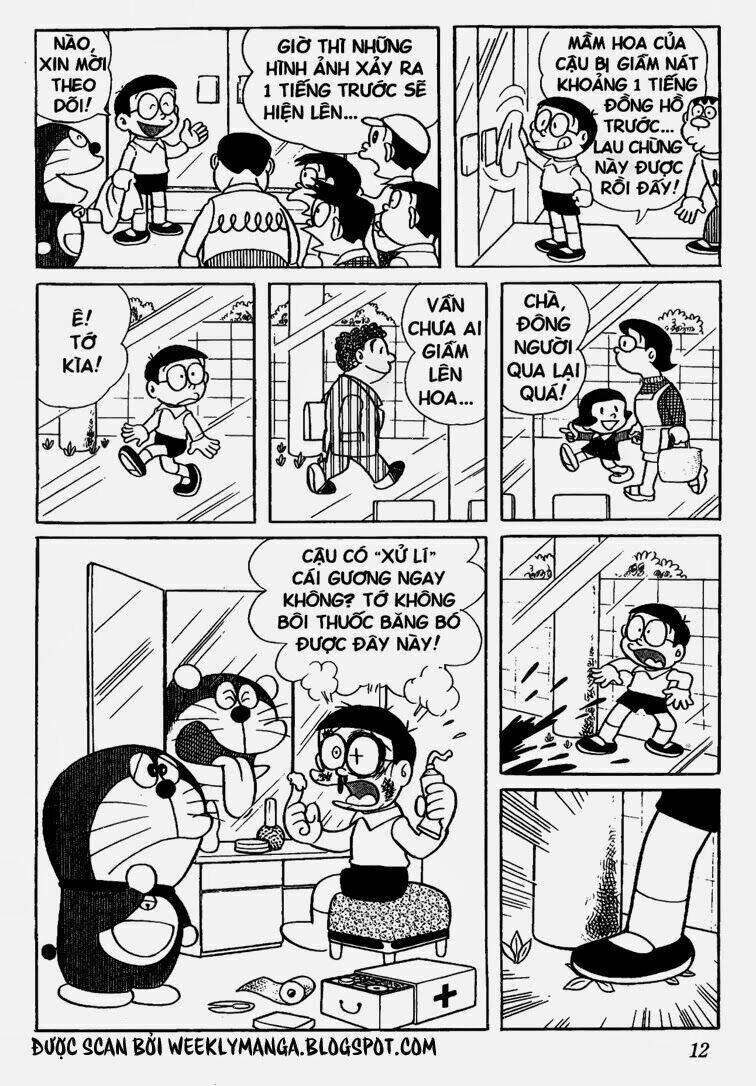 NÀO,
XIN MỜI
THEO
DÕI!
GIỜ THÌ NHỮNG
HÌNH ẢNH XẢY RA
1 TIẾNG TRƯỚC SẼ
HIỆN LÊN...
MẦM HOA CỦA
CẬU BỊ GIẪM NÁT
KHOẢNG 1 TIẾNG
ĐỒNG HỒ
TRƯỚC...
LAU CHỪNG
NÀY ĐƯỢC
RỒI ĐẤY!
Ê!
TỚ
KÌA!
VẪN
CHƯA AI
GIẪM
LÊN
HOA...
CHÀ,
ĐÔNG
NGƯỜI
QUA LẠI
QUÁ!
CẬU CÓ “XỬ LÍ”
CÁI GƯƠNG NGAY
KHÔNG? TỚ KHÔNG
BÔI THUỐC BĂNG BÓ
ĐƯỢC ĐÂY NÀY!
ĐƯỢC SCAN BỞI WEEKLYMANGA.BLOGSPOT.COM
12